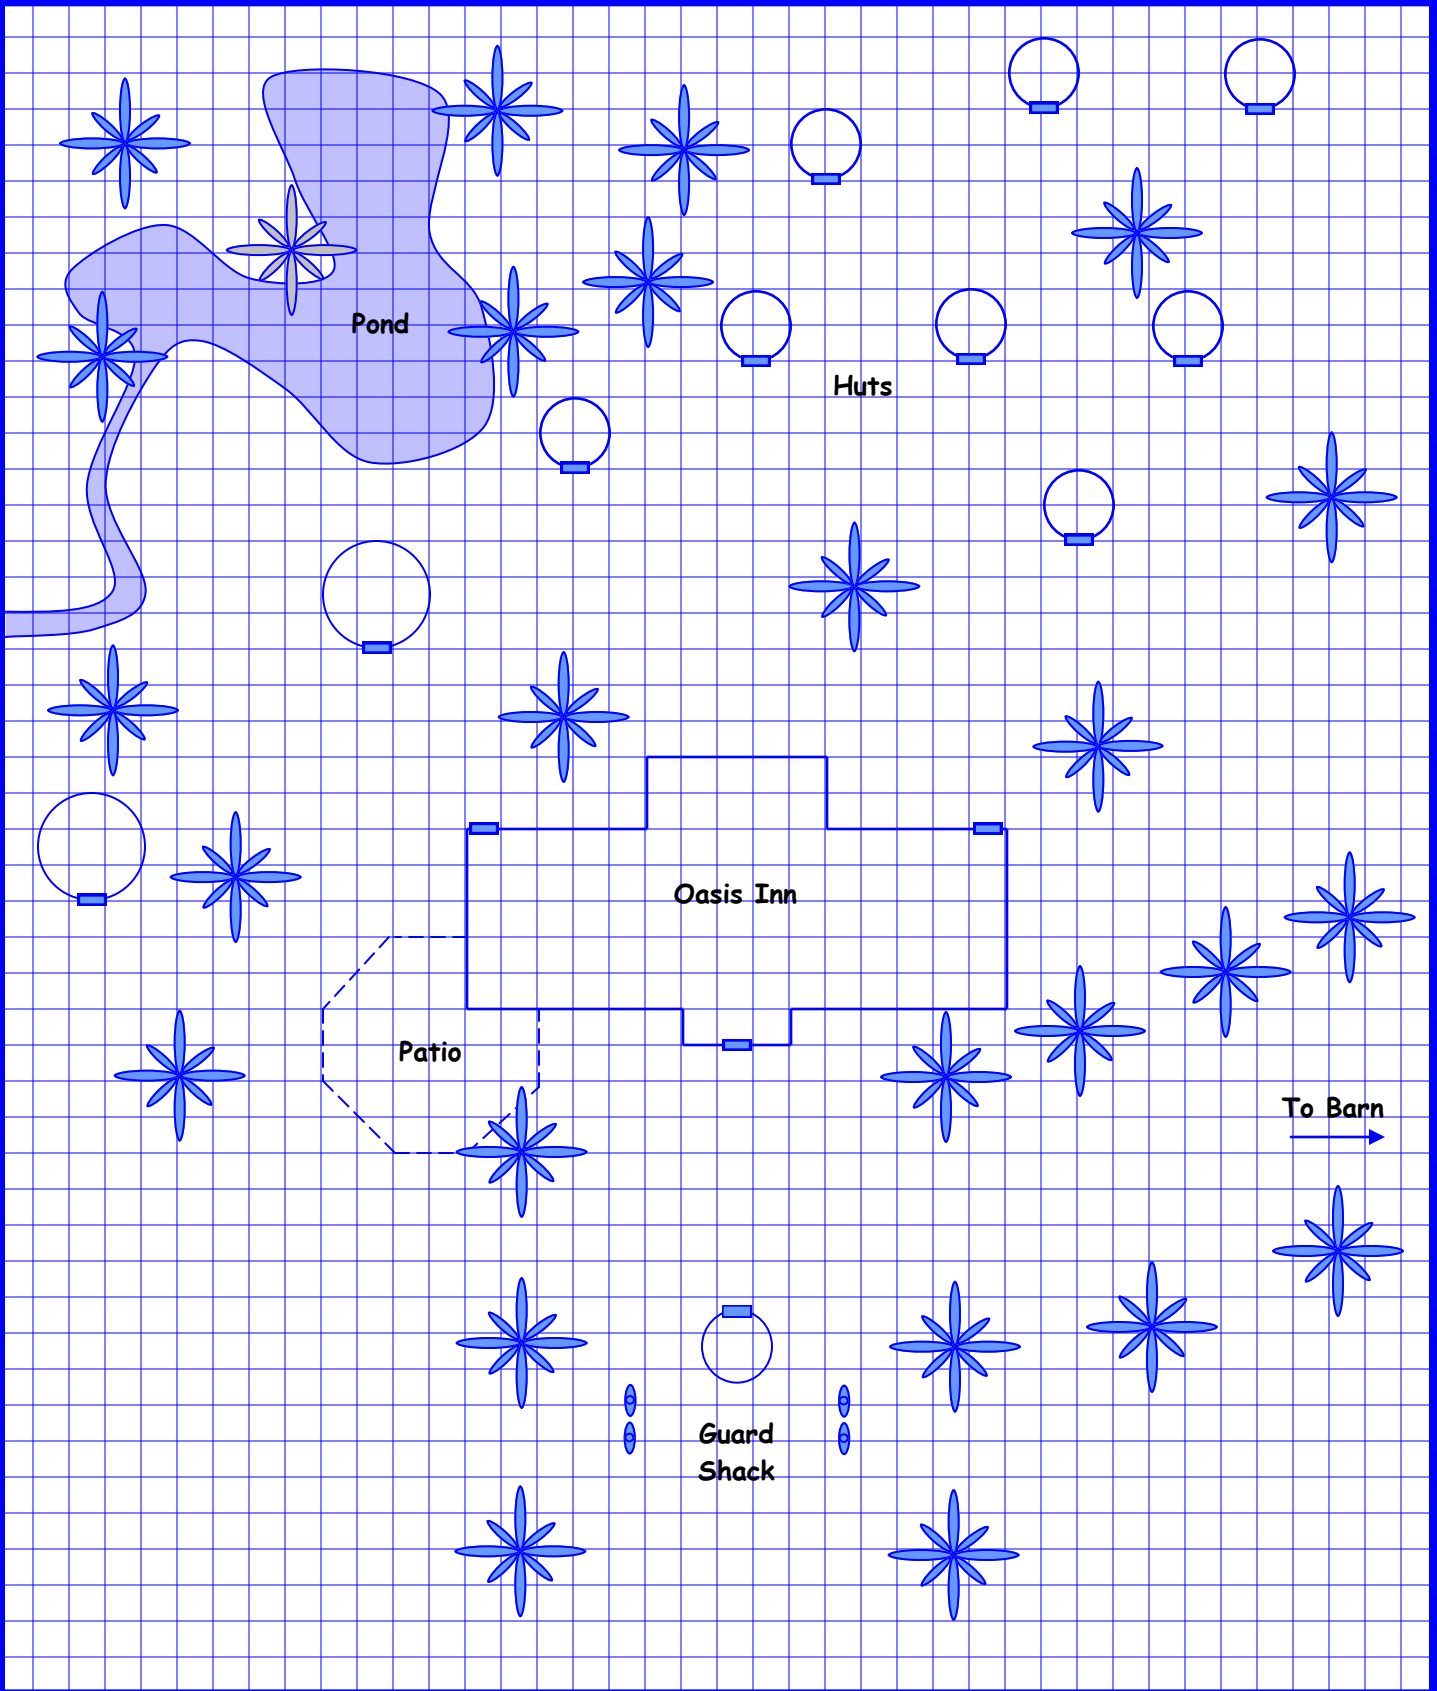 Pond
Huts
Oasis Inn
Patio
To Barn
Guard
Shack